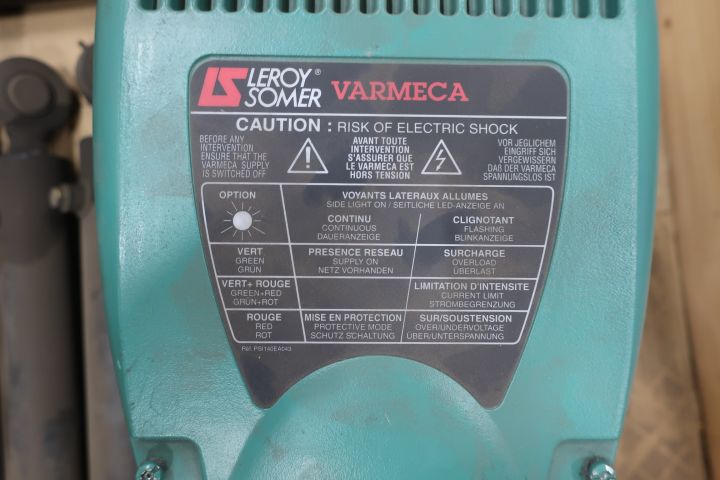 LS LEROY® SOMER VARMECA
CAUTION : RISK OF ELECTRIC SHOCK
BEFORE ANY
INTERVENTION
ENSURE THAT THE
VARMECA SUPPLY
IS SWITCHED OFF
AVANT TOUTE
INTERVENTION
S'ASSURER QUE
LE VARMECA EST
HORS TENSION
VOR JEGLICHEM
EINGRIFF SICH
VERGEWISSERN
DAß DER VARMECA
SPANNUNGSLOS IST
OPTION
VOYANTS LATERAUX ALLUMES
SIDE LIGHT ON / SEITLICHE LED-ANZEIGE AN
CONTINU
CONTINUOUS
DAUERANZEIGE
CLIGNOTANT
FLASHING
BLINKANZEIGE
VERT
GREEN
GRÜN
PRESENCE RESEAU
SUPPLY ON
NETZ VORHANDEN
SURCHARGE
OVERLOAD
ÜBERLAST
VERT+ ROUGE
GREEN+RED
GRÜN+ROT
LIMITATION D'INTENSITE
CURRENT LIMIT
STROMBEGRENZUNG
ROUGE
RED
ROT
MISE EN PROTECTION
PROTECTIVE MODE
SCHUTZ SCHALTUNG
SUR/SOUSTENSION
OVER/UNDERVOLTAGE
ÜBER/UNTERSPANNUNG
Réf. PSI140EA043